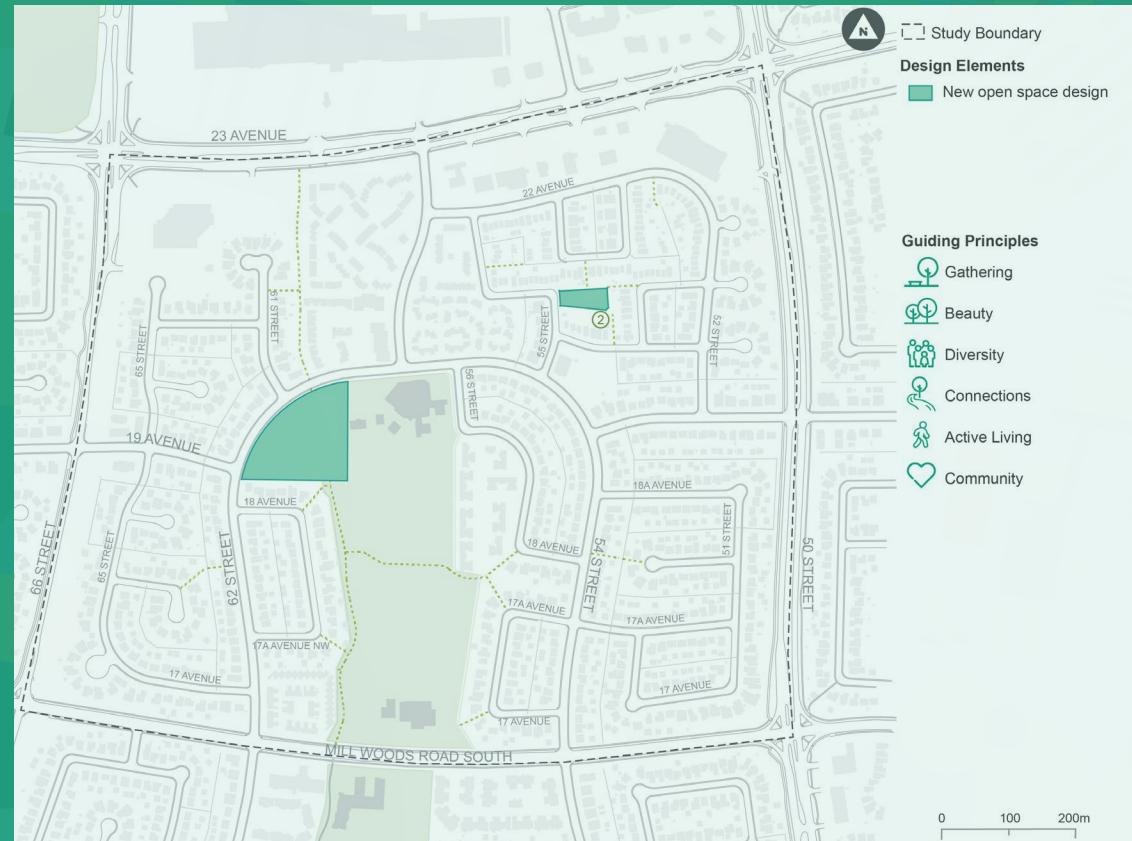 N
Study Boundary
Design Elements
New open space design
23 AVENUE
22 AVENUE
Guiding Principles
Gathering
Beauty
Diversity
Connections
Active Living
Community
61 STREET
65 STREET
55 STREET
52 STREET
2
56 STREET
19 AVENUE
18A AVENUE
18 AVENUE
51 STREET
66 STREET
65 STREET
62 STREET
18 AVENUE
54 STREET
50 STREET
17A AVENUE
17A AVENUE
17A AVENUE NW
17 AVENUE
17 AVENUE
17 AVENUE
MILL WOODS ROAD SOUTH
0 100 200m